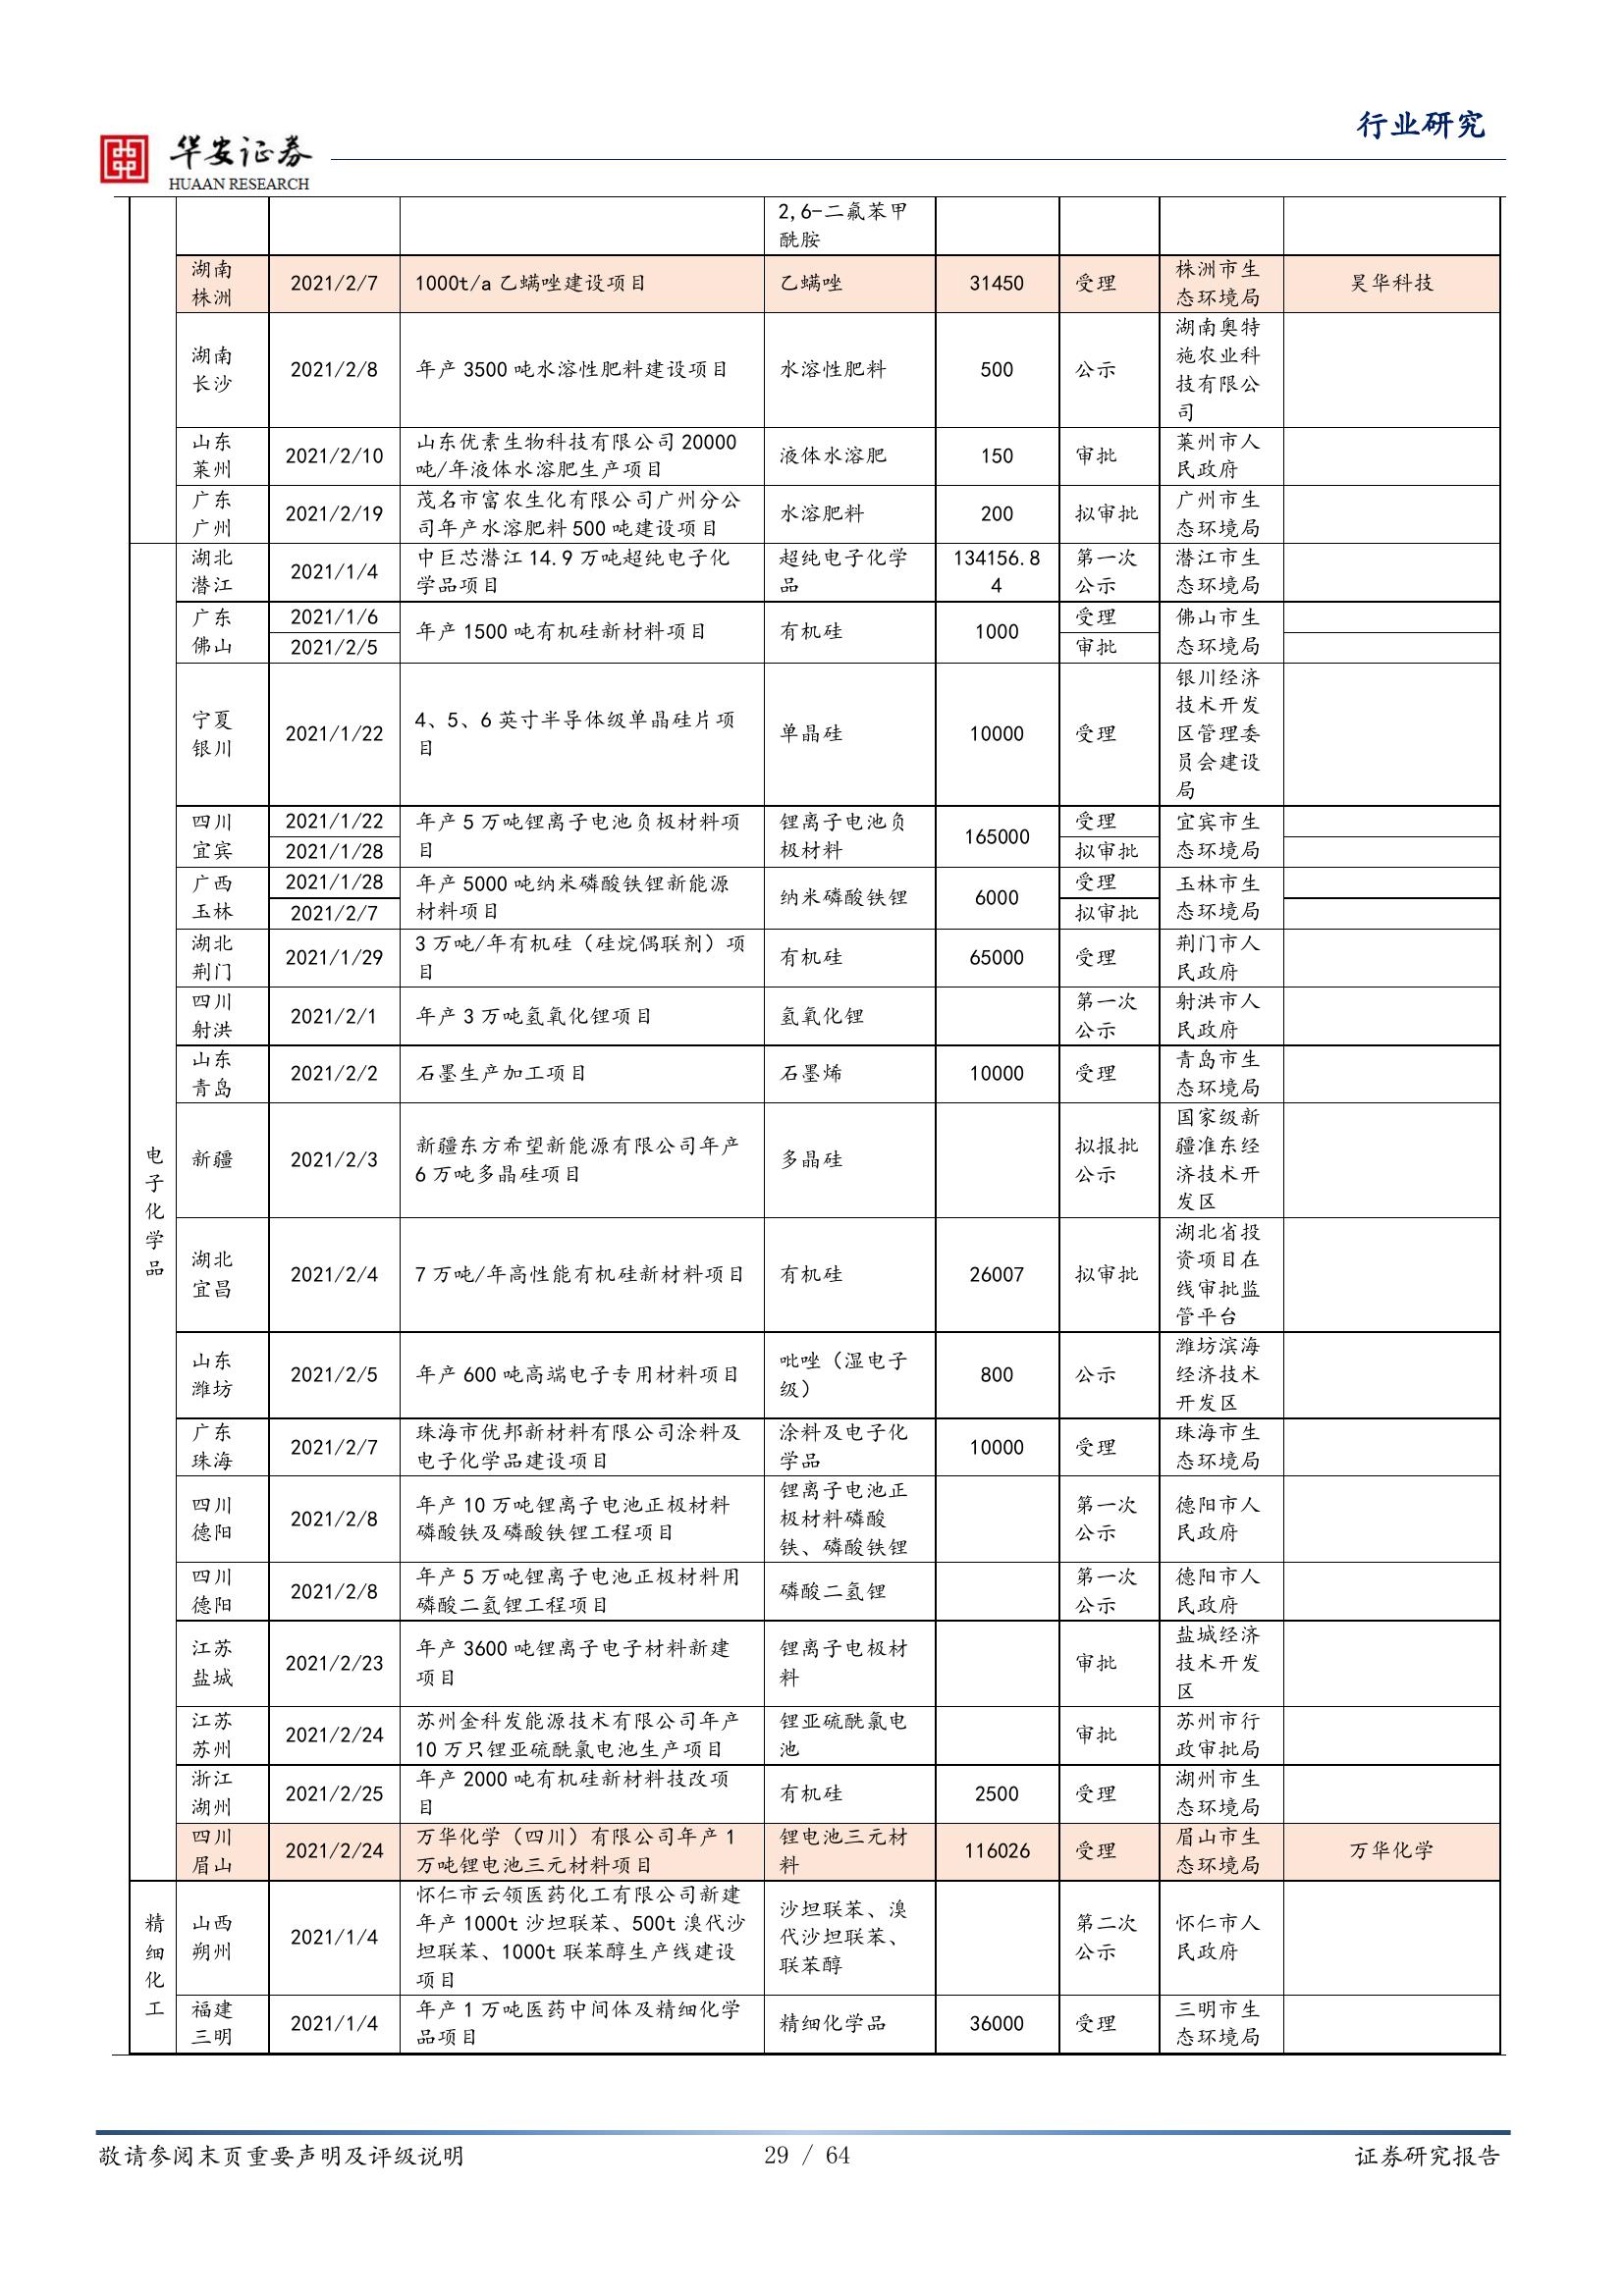 行业研究
华安证券
HUAAN RESEARCH
2,6-二氟苯甲
酰胺
湖南
株洲
2021/2/7
1000t/a 乙螨唑建设项目
乙螨唑
31450
受理
株洲市生
态环境局
昊华科技
湖南
长沙
2021/2/8
年产 3500 吨水溶性肥料建设项目
水溶性肥料
500
公示
湖南奥特
施农业科
技有限公
司
山东
莱州
2021/2/10
山东优素生物科技有限公司 20000
吨/年液体水溶肥生产项目
液体水溶肥
150
审批
莱州市人
民政府
广东
广州
2021/2/19
茂名市富农生化有限公司广州分公
司年产水溶肥料 500 吨建设项目
水溶肥料
200
拟审批
广州市生
态环境局
电
子
化
学
品
湖北
潜江
2021/1/4
中巨芯潜江 14.9 万吨超纯电子化
学品项目
超纯电子化学
品
134156.8
4
第一次
公示
潜江市生
态环境局
广东
佛山
2021/1/6
2021/2/5
年产 1500 吨有机硅新材料项目
有机硅
1000
受理
审批
佛山市生
态环境局
宁夏
银川
2021/1/22
4、5、6 英寸半导体级单晶硅片项
目
单晶硅
10000
受理
银川经济
技术开发
区管理委
员会建设
局
四川
宜宾
2021/1/22
2021/1/28
年产 5 万吨锂离子电池负极材料项
目
锂离子电池负
极材料
165000
受理
拟审批
宜宾市生
态环境局
广西
玉林
2021/1/28
2021/2/7
年产 5000 吨纳米磷酸铁锂新能源
材料项目
纳米磷酸铁锂
6000
受理
拟审批
玉林市生
态环境局
湖北
荆门
2021/1/29
3 万吨/年有机硅（硅烷偶联剂）项
目
有机硅
65000
受理
荆门市人
民政府
四川
射洪
2021/2/1
年产 3 万吨氢氧化锂项目
氢氧化锂
第一次
公示
射洪市人
民政府
山东
青岛
2021/2/2
石墨生产加工项目
石墨烯
10000
受理
青岛市生
态环境局
新疆
2021/2/3
新疆东方希望新能源有限公司年产
6 万吨多晶硅项目
多晶硅
拟报批
公示
国家级新
疆准东经
济技术开
发区
湖北
宜昌
2021/2/4
7 万吨/年高性能有机硅新材料项目
有机硅
26007
拟审批
湖北省投
资项目在
线审批监
管平台
山东
潍坊
2021/2/5
年产 600 吨高端电子专用材料项目
吡唑（湿电子
级）
800
公示
潍坊滨海
经济技术
开发区
广东
珠海
2021/2/7
珠海市优邦新材料有限公司涂料及
电子化学品建设项目
涂料及电子化
学品
10000
受理
珠海市生
态环境局
四川
德阳
2021/2/8
年产 10 万吨锂离子电池正极材料
磷酸铁及磷酸铁锂工程项目
锂离子电池正
极材料磷酸
铁、磷酸铁锂
第一次
公示
德阳市人
民政府
四川
德阳
2021/2/8
年产 5 万吨锂离子电池正极材料用
磷酸二氢锂工程项目
磷酸二氢锂
第一次
公示
德阳市人
民政府
江苏
盐城
2021/2/23
年产 3600 吨锂离子电子材料新建
项目
锂离子电极材
料
审批
盐城经济
技术开发
区
江苏
苏州
2021/2/24
苏州金科发能源技术有限公司年产
10 万只锂亚硫酰氯电池生产项目
锂亚硫酰氯电
池
审批
苏州市行
政审批局
浙江
湖州
2021/2/25
年产 2000 吨有机硅新材料技改项
目
有机硅
2500
受理
湖州市生
态环境局
四川
眉山
2021/2/24
万华化学（四川）有限公司年产 1
万吨锂电池三元材料项目
锂电池三元材
料
116026
受理
眉山市生
态环境局
万华化学
精
细
化
工
山西
朔州
2021/1/4
怀仁市云领医药化工有限公司新建
年产 1000t 沙坦联苯、500t 溴代沙
坦联苯、1000t 联苯醇生产线建设
项目
沙坦联苯、溴
代沙坦联苯、
联苯醇
第二次
公示
怀仁市人
民政府
福建
三明
2021/1/4
年产 1 万吨医药中间体及精细化学
品项目
精细化学品
36000
受理
三明市生
态环境局
敬请参阅末页重要声明及评级说明
29 / 64
证券研究报告